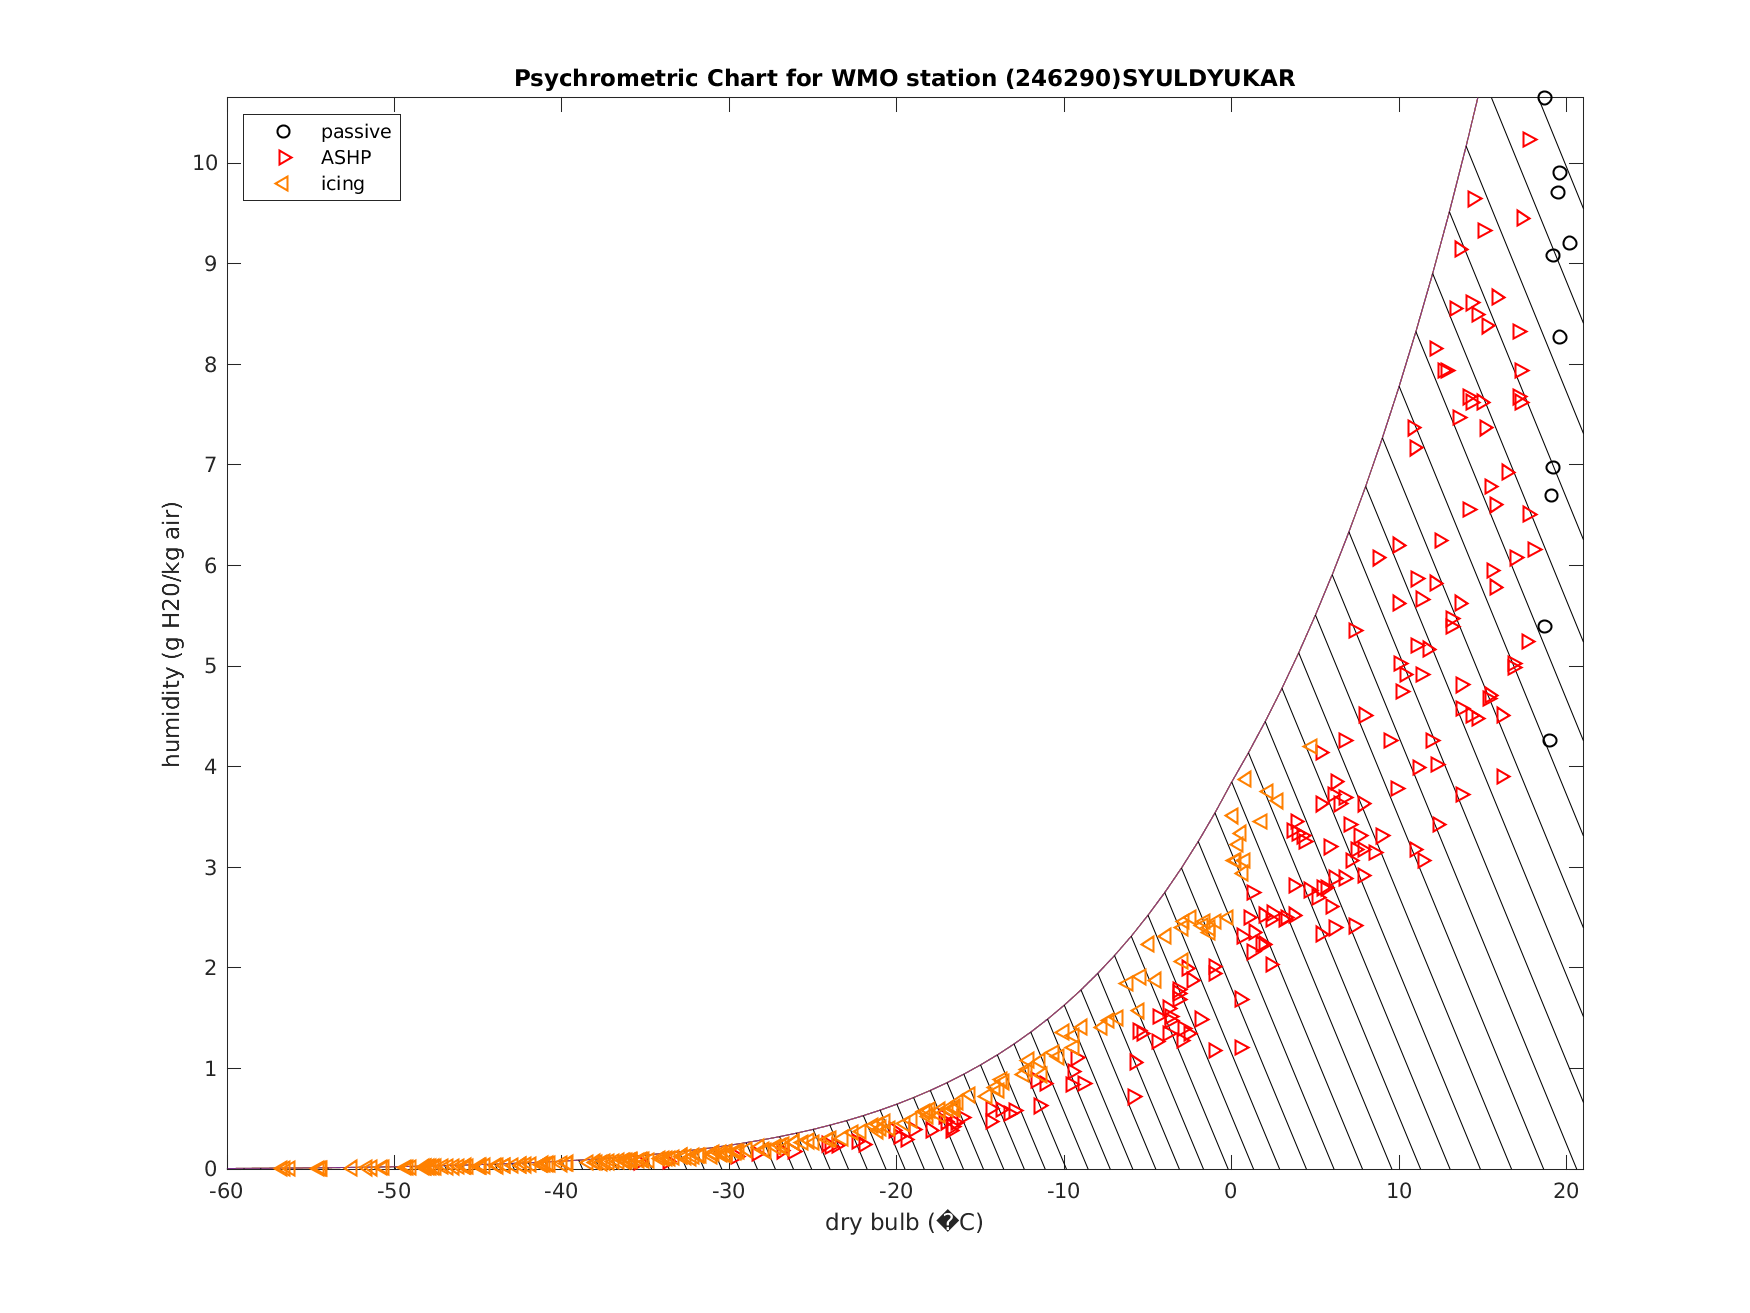 Psychrometric Chart for WMO station (246290)SYULDYUKAR
passive
ASHP
icing
humidity (g H20/kg air)
10
9
8
7
6
5
4
3
2
1
0
-60 -50 -40 -30 -20 -10 0 10 20
dry bulb (�C)